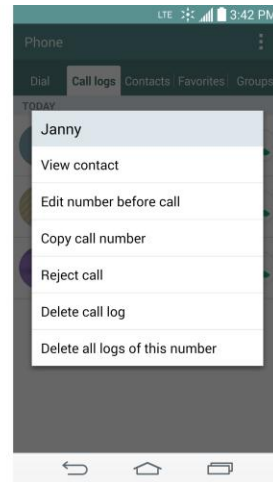 LTE 3:42 PM
Phone
Dial Call logs Contacts Favorites Groups
TODAY
Janny
View contact
Edit number before call
Copy call number
Reject call
Delete call log
Delete all logs of this number